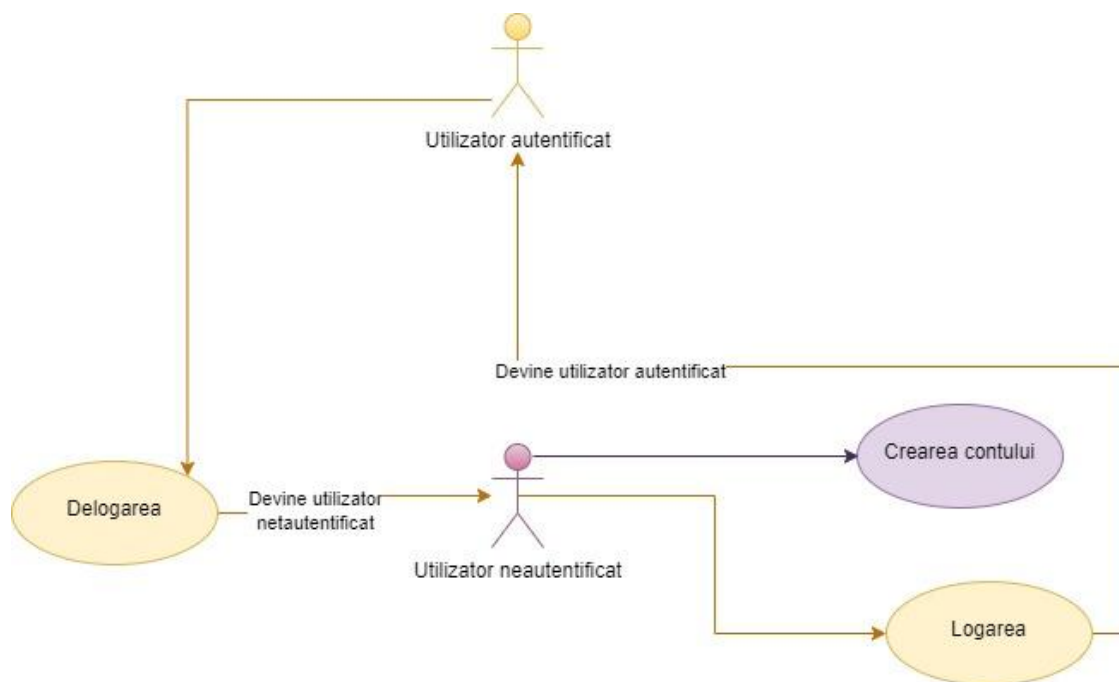 Utilizator autentificat
Devine utilizator autentificat
Crearea contului
Delogarea
Devine utilizator
netautentificat
Utilizator neautentificat
Logarea